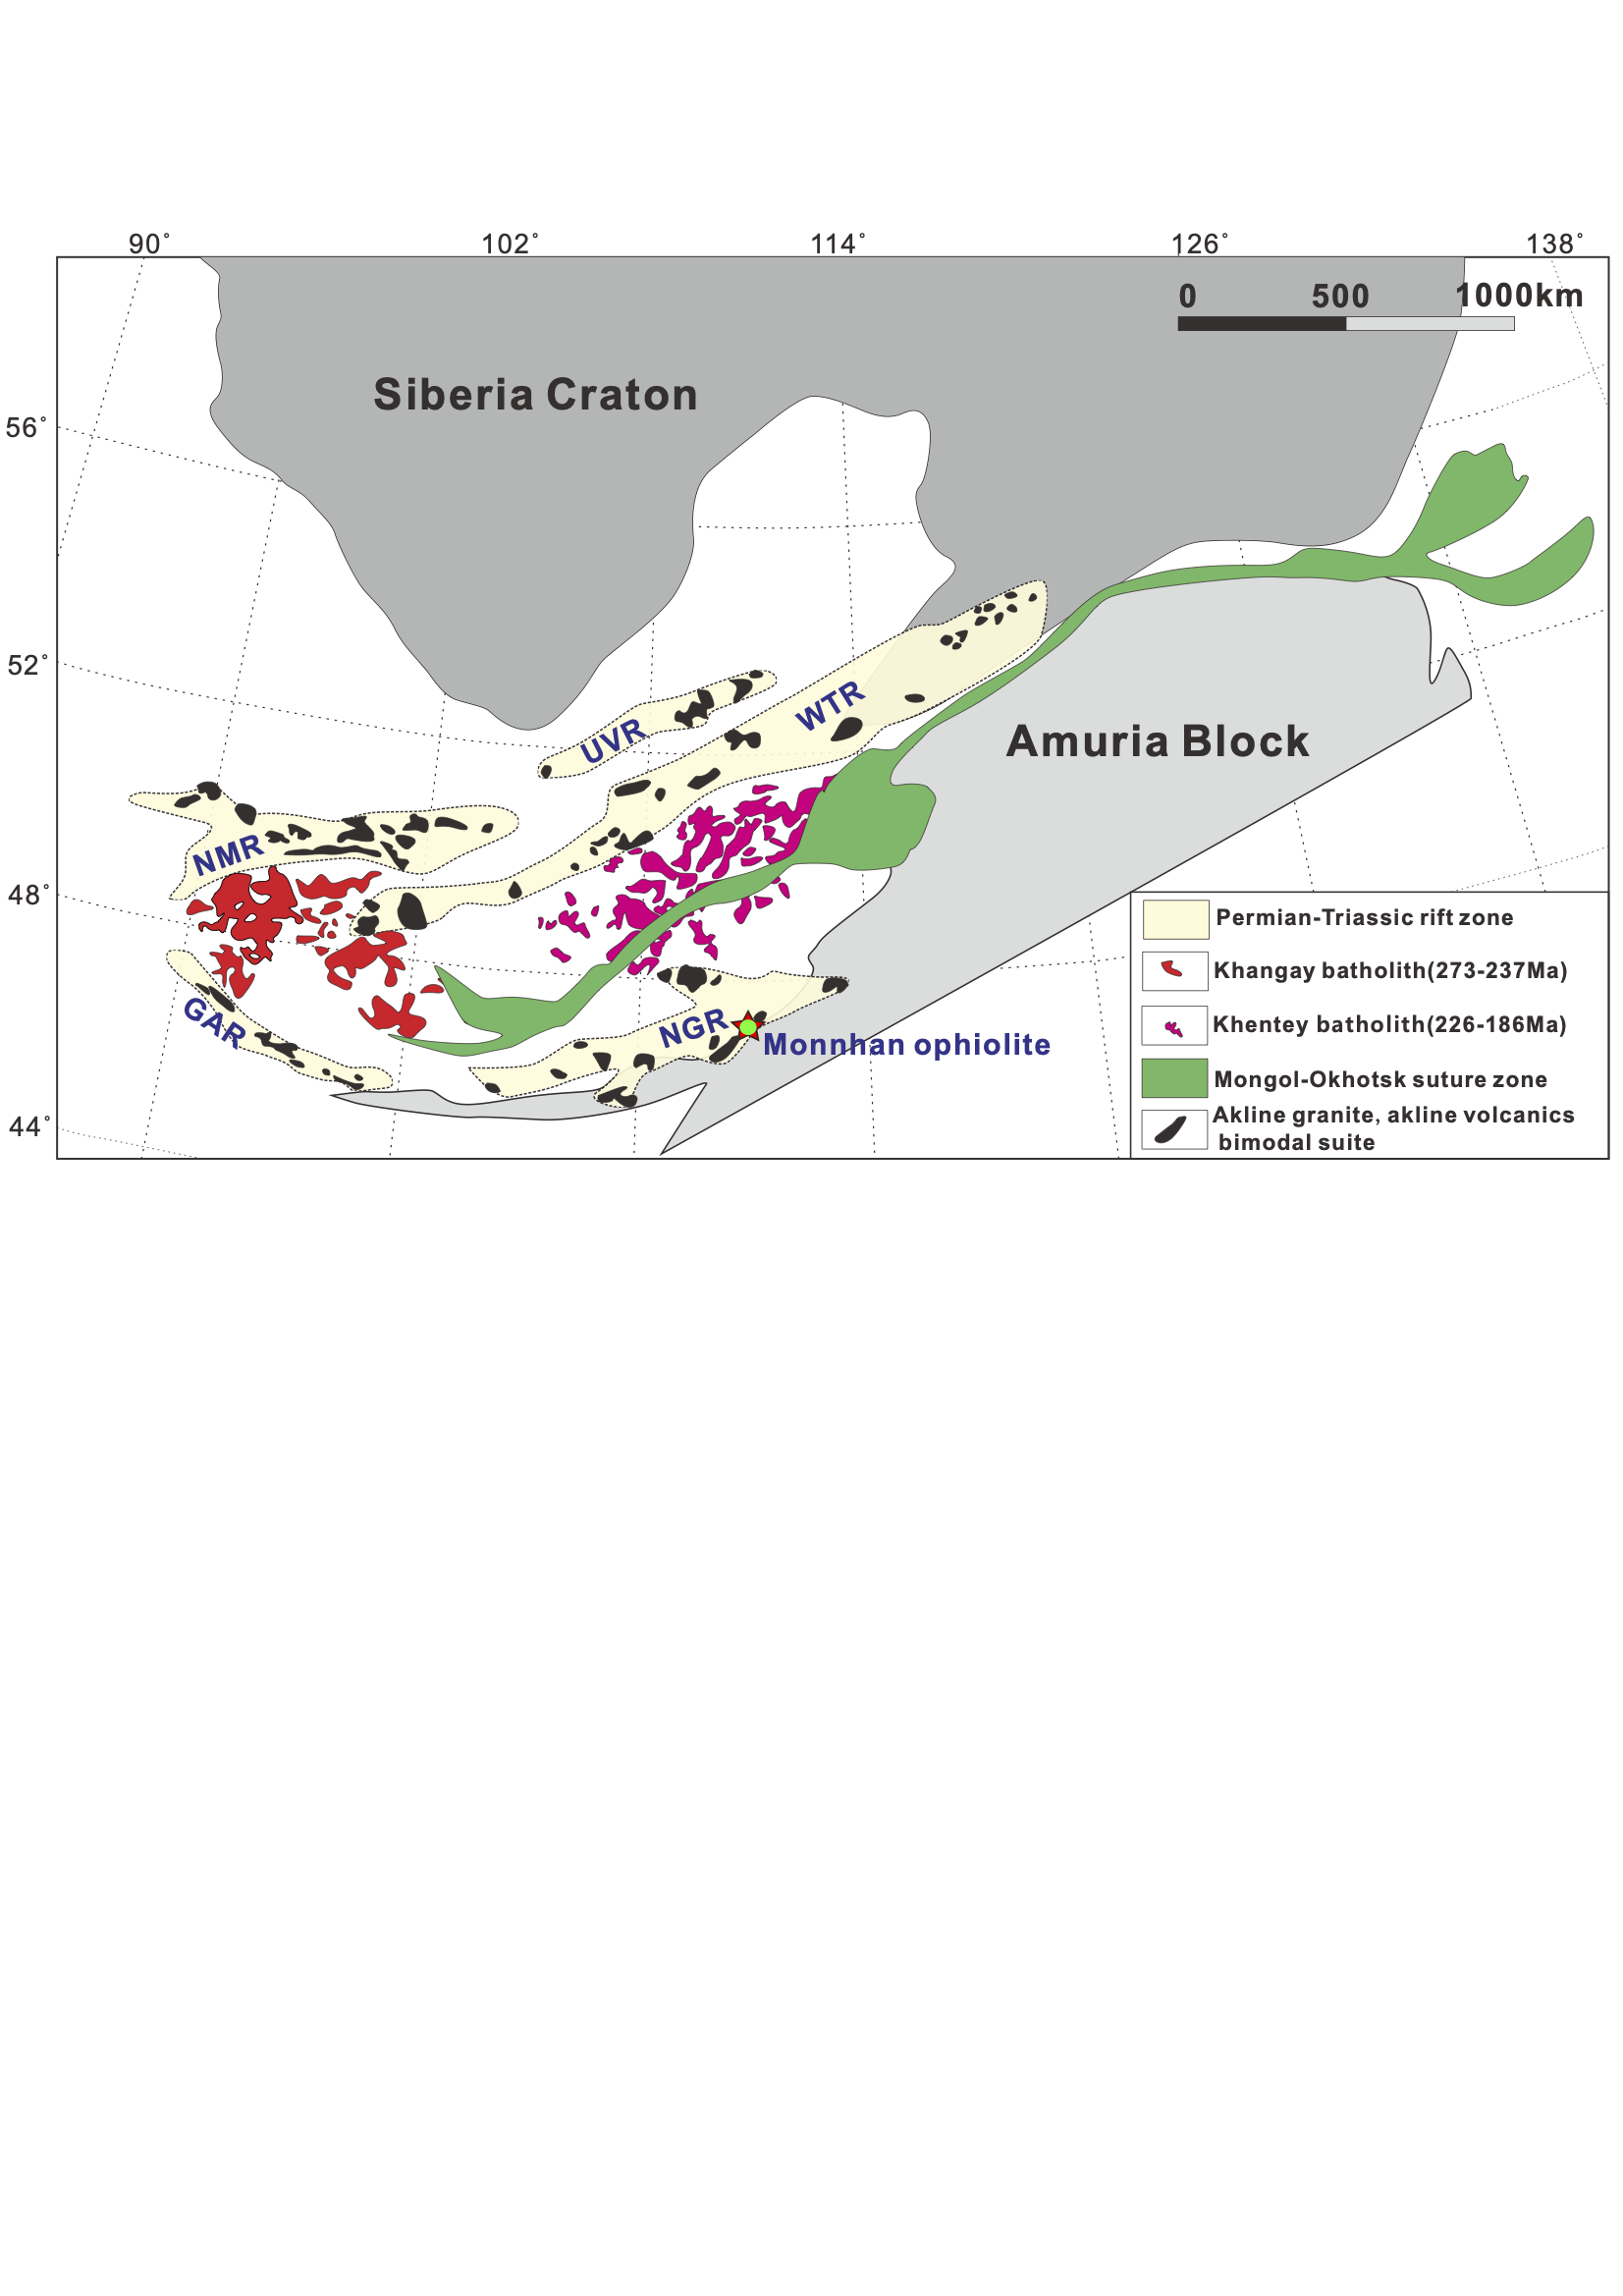 90°
102°
114°
126°
138°
0
500
1000km
Siberia Craton
56°
52°
WTR
UVR
Amuria Block
NMR
48°
Permian-Triassic rift zone
Khangay batholith(273-237Ma)
GAR
NGR
Monnhan ophiolite
Khentey batholith(226-186Ma)
Mongol-Okhotsk suture zone
44°
Akline granite, akline volcanics
bimodal suite